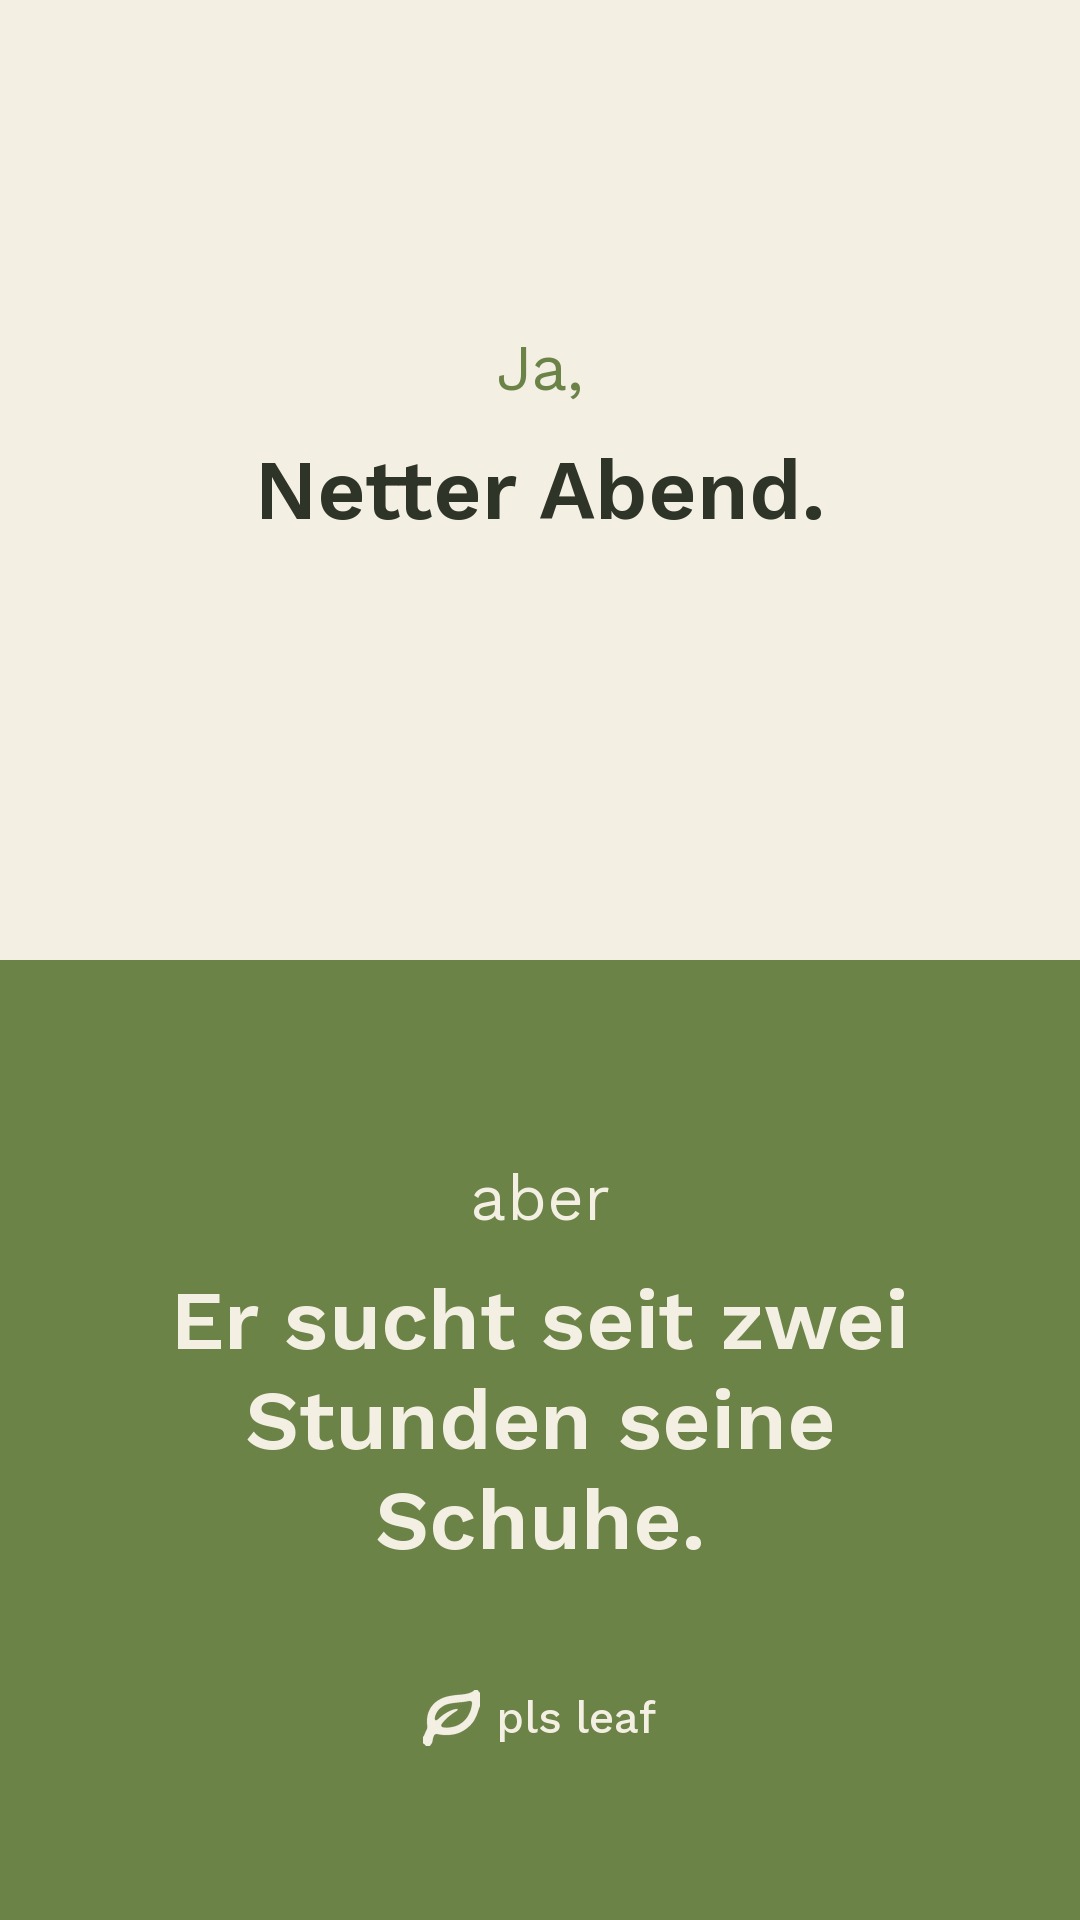 Ja,
Netter Abend.
aber
Er sucht seit zwei
Stunden seine
Schuhe.
pls leaf